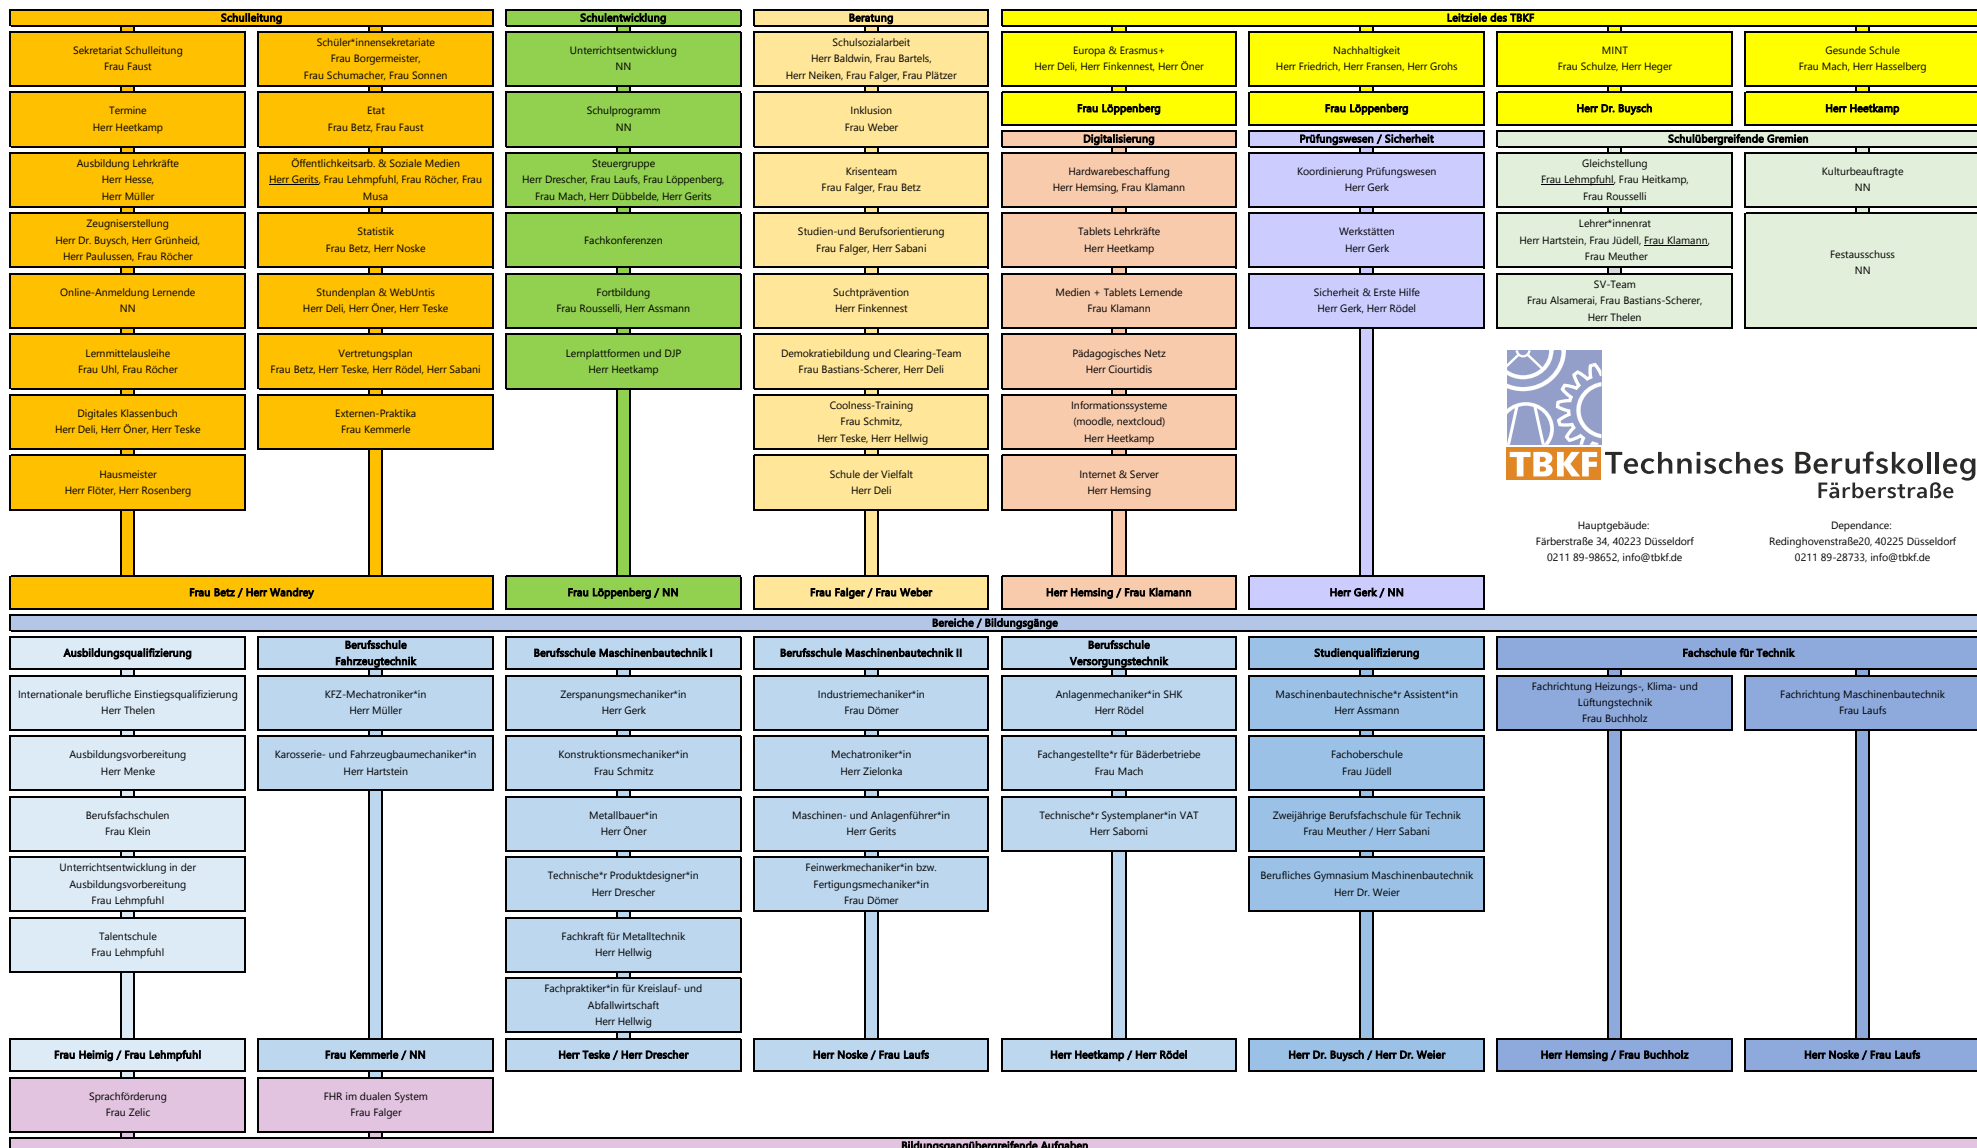 Schulleitung
Sekretariat Schulleitung
Frau Faust
Schüler*innensekretariate
Frau Borgermeister,
Frau Schumacher, Frau Sonnen
Termine
Herr Heetkamp
Etat
Frau Betz, Frau Faust
Ausbildung Lehrkräfte
Herr Hesse,
Herr Müller
Öffentlichkeitsarb. & Soziale Medien
Herr Gerits, Frau Lehmpfuhl, Frau Röcher, Frau
Musa
Zeugniserstellung
Herr Dr. Buysch, Herr Grünheid,
Herr Paulussen, Frau Röcher
Statistik
Frau Betz, Herr Noske
Online-Anmeldung Lernende
NN
Stundenplan & WebUntis
Herr Deli, Herr Öner, Herr Teske
Lernmittelausleihe
Frau Uhl, Frau Röcher
Vertretungsplan
Frau Betz, Herr Teske, Herr Rödel, Herr Sabani
Digitales Klassenbuch
Herr Deli, Herr Öner, Herr Teske
Externen-Praktika
Frau Kemmerle
Hausmeister
Herr Flöter, Herr Rosenberg
Frau Betz / Herr Wandrey
Schulentwicklung
Unterrichtsentwicklung
NN
Schulprogramm
NN
Steuergruppe
Herr Drescher, Frau Laufs, Frau Löppenberg,
Frau Mach, Herr Dübbelde, Herr Gerits
Fachkonferenzen
Fortbildung
Frau Rousselli, Herr Assmann
Lernplattformen und DJP
Herr Heetkamp
Frau Löppenberg / NN
Beratung
Schulsozialarbeit
Herr Baldwin, Frau Bartels,
Herr Neiken, Frau Falger, Frau Plätzer
Inklusion
Frau Weber
Krisenteam
Frau Falger, Frau Betz
Studien-und Berufsorientierung
Frau Falger, Herr Sabani
Suchtprävention
Herr Finkennest
Demokratiebildung und Clearing-Team
Frau Bastians-Scherer, Herr Deli
Coolness-Training
Frau Schmitz,
Herr Teske, Herr Hellwig
Schule der Vielfalt
Herr Deli
Frau Falger / Frau Weber
Leitziele des TBKF
Europa & Erasmus+
Herr Deli, Herr Finkennest, Herr Öner
Frau Löppenberg
Nachhaltigkeit
Herr Friedrich, Herr Fransen, Herr Grohs
Frau Löppenberg
MINT
Frau Schulze, Herr Heger
Herr Dr. Buysch
Gesunde Schule
Frau Mach, Herr Hasselberg
Herr Heetkamp
Digitalisierung
Hardwarebeschaffung
Herr Hemsing, Frau Klamann
Tablets Lehrkräfte
Herr Heetkamp
Medien + Tablets Lernende
Frau Klamann
Pädagogisches Netz
Herr Ciourtidis
Informationssysteme
(moodle, nextcloud)
Herr Heetkamp
Internet & Server
Herr Hemsing
Herr Hemsing / Frau Klamann
Prüfungswesen / Sicherheit
Koordinierung Prüfungswesen
Herr Gerk
Werkstätten
Herr Gerk
Sicherheit & Erste Hilfe
Herr Gerk, Herr Rödel
Herr Gerk / NN
Schulübergreifende Gremien
Gleichstellung
Frau Lehmpfuhl, Frau Heitkamp,
Frau Rousselli
Kulturbeauftragte
NN
Lehrer*innenrat
Herr Hartstein, Frau Jüdell, Frau Klamann,
Frau Meuther
Festausschuss
NN
SV-Team
Frau Alsamerai, Frau Bastians-Scherer,
Herr Thelen
TBKF Technisches Berufskolleg
Färberstraße
Hauptgebäude:
Färberstraße 34, 40223 Düsseldorf
0211 89-98652, info@tbkf.de
Dependance:
Redinghovenstraße20, 40225 Düsseldorf
0211 89-28733, info@tbkf.de
Bereiche / Bildungsgänge
Ausbildungsqualifizierung
Internationale berufliche Einstiegsqualifizierung
Herr Thelen
Ausbildungsvorbereitung
Herr Menke
Berufsfachschulen
Frau Klein
Unterrichtsentwicklung in der
Ausbildungsvorbereitung
Frau Lehmpfuhl
Talentschule
Frau Lehmpfuhl
Frau Heimig / Frau Lehmpfuhl
Sprachförderung
Frau Zelic
Berufsschule
Fahrzeugtechnik
KFZ-Mechatroniker*in
Herr Müller
Karosserie- und Fahrzeugbaumechaniker*in
Herr Hartstein
Frau Kemmerle / NN
FHR im dualen System
Frau Falger
Berufsschule Maschinenbautechnik I
Zerspanungsmechaniker*in
Herr Gerk
Konstruktionsmechaniker*in
Frau Schmitz
Metallbauer*in
Herr Öner
Technische*r Produktdesigner*in
Herr Drescher
Fachkraft für Metalltechnik
Herr Hellwig
Fachpraktiker*in für Kreislauf- und
Abfallwirtschaft
Herr Hellwig
Herr Teske / Herr Drescher
Berufsschule Maschinenbautechnik II
Industriemechaniker*in
Frau Dömer
Mechatroniker*in
Herr Zielonka
Maschinen- und Anlagenführer*in
Herr Gerits
Feinwerkmechaniker*in bzw.
Fertigungsmechaniker*in
Frau Dömer
Herr Noske / Frau Laufs
Berufsschule
Versorgungstechnik
Anlagenmechaniker*in SHK
Herr Rödel
Fachangestellte*r für Bäderbetriebe
Frau Mach
Technische*r Systemplaner*in VAT
Herr Sabomi
Herr Heetkamp / Herr Rödel
Studienqualifizierung
Maschinenbautechnische*r Assistent*in
Herr Assmann
Fachoberschule
Frau Jüdell
Zweijährige Berufsfachschule für Technik
Frau Meuther / Herr Sabani
Berufliches Gymnasium Maschinenbautechnik
Herr Dr. Weier
Herr Dr. Buysch / Herr Dr. Weier
Fachschule für Technik
Fachrichtung Heizungs-, Klima- und
Lüftungstechnik
Frau Buchholz
Herr Hemsing / Frau Buchholz
Fachrichtung Maschinenbautechnik
Frau Laufs
Herr Noske / Frau Laufs
Bildungsgangübergreifende Aufgaben